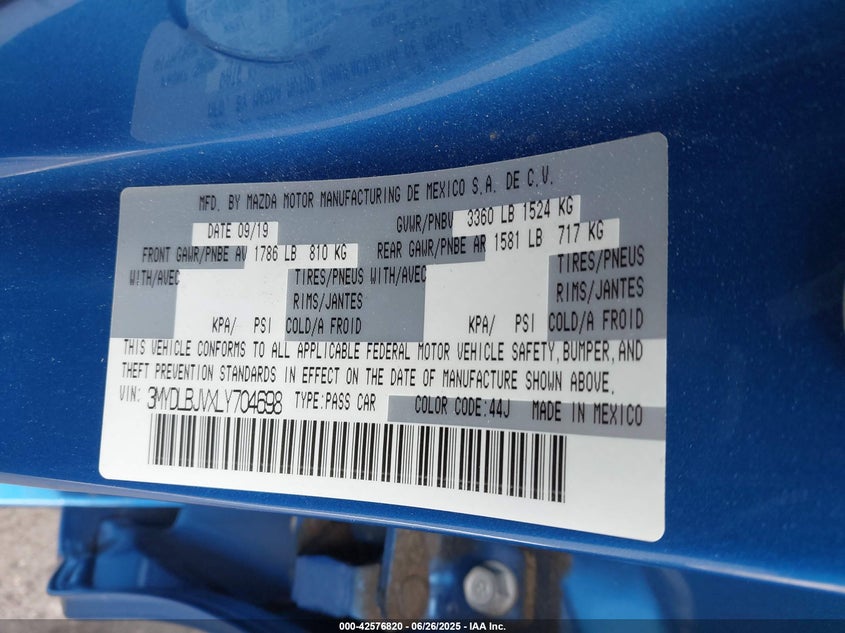 MFD. BY MAZDA MOTOR MANUFACTURING DE MEXICO S.A. DE C.V.
DATE 09/19 GVWR/PNBV 3360 LB 1524 KG
FRONT GAWR/PNBE AV 1786 LB 810 KG REAR GAWR/PNBE AR 1581 LB 717 KG
WITH/AVEC TIRES/PNEUS WITH/AVEC TIRES/PNEUS
RIMS/JANTES RIMS/JANTES
KPA/ PSI COLD/A FROID KPA/ PSI COLD/A FROID
THIS VEHICLE CONFORMS TO ALL APPLICABLE FEDERAL MOTOR VEHICLE SAFETY, BUMPER, AND
THEFT PREVENTION STANDARDS IN EFFECT ON THE DATE OF MANUFACTURE SHOWN ABOVE.
VIN: 3MYDLBJVXLY704698 TYPE:PASS CAR COLOR CODE:44J MADE IN MEXICO
000-42576820 - 06/26/2025 - IAA Inc.